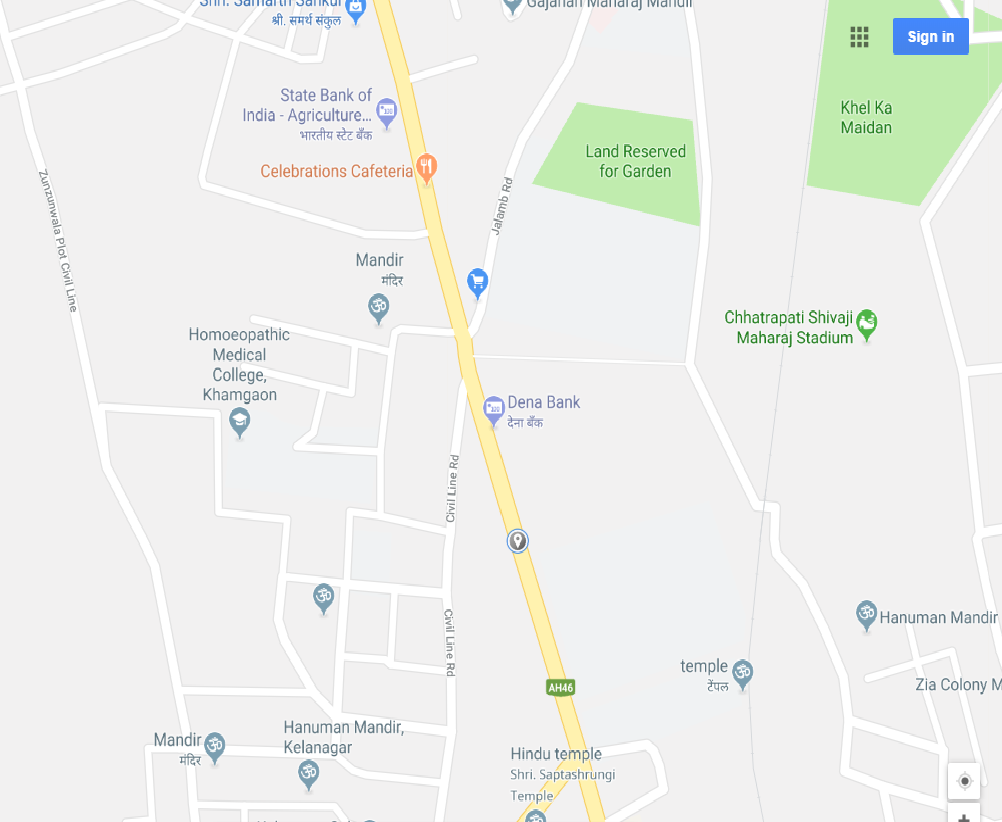 Shri. Samarth Sankul
श्री. समर्थ संकुल
Gajanan Maharaj Mandir
Sign in
State Bank of
India - Agriculture...
भारतीय स्टेट बँक
Khel Ka
Maidan
Land Reserved
for Garden
Celebrations Cafeteria
Zunzunwala Plot Civil Line
Jalamb Rd
Mandir
मंदिर
Chhatrapati Shivaji
Maharaj Stadium
Homoeopathic
Medical
College,
Khamgaon
Dena Bank
देना बँक
Civil Line Rd
Civil Line Rd
Hanuman Mandir
temple
टेंपल
AH46
Zia Colony M
Hanuman Mandir,
Kelanagar
Mandir
मंदिर
Hindu temple
Shri. Saptashrungi
Temple